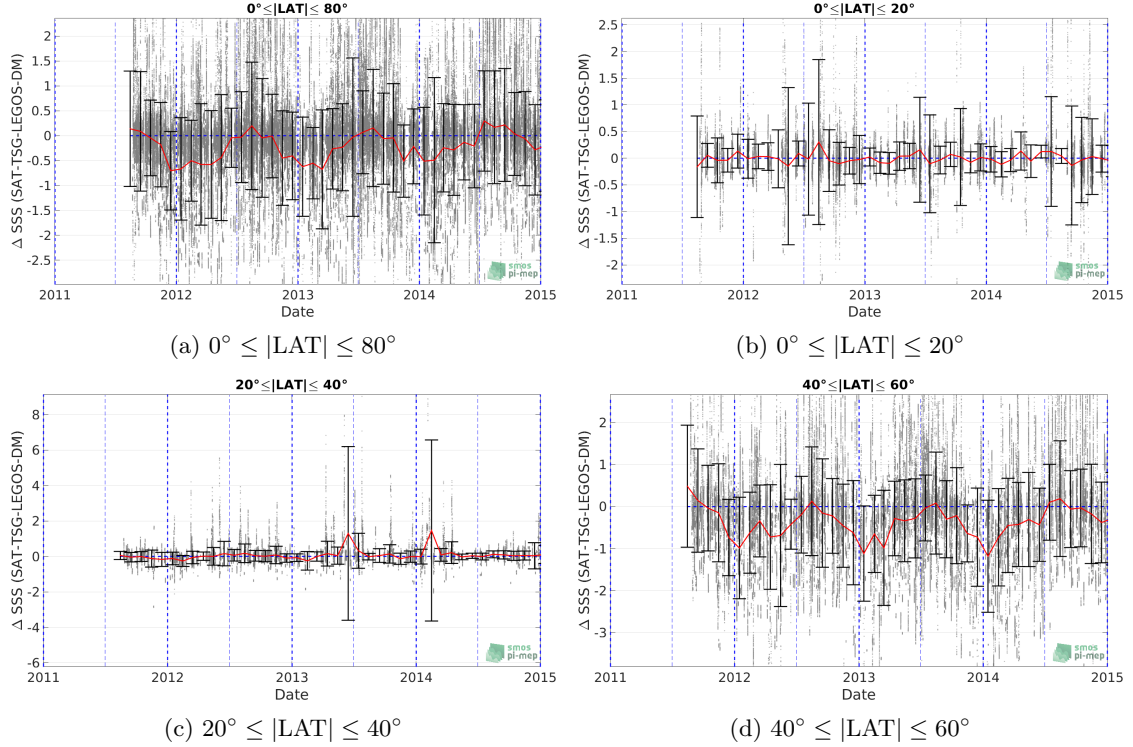 0°≤|LAT|≤ 80°
Δ SSS (SAT-TSG-LEGOS-DM)
2
1.5
1
0.5
0
-0.5
-1
-1.5
-2
-2.5
smos
pi-mep
2011 2012 2013 2014 2015
Date
(a) 0° ≤ |LAT| ≤ 80°
0°≤|LAT|≤ 20°
Δ SSS (SAT-TSG-LEGOS-DM)
2.5
2
1.5
1
0.5
0
-0.5
-1
-1.5
-2
smos
pi-mep
2011 2012 2013 2014 2015
Date
(b) 0° ≤ |LAT| ≤ 20°
20°≤|LAT|≤ 40°
Δ SSS (SAT-TSG-LEGOS-DM)
8
6
4
2
0
-2
-4
-6
smos
pi-mep
2011 2012 2013 2014 2015
Date
(c) 20° ≤ |LAT| ≤ 40°
40°≤|LAT|≤ 60°
Δ SSS (SAT-TSG-LEGOS-DM)
2
1
0
-1
-2
-3
smos
pi-mep
2011 2012 2013 2014 2015
Date
(d) 40° ≤ |LAT| ≤ 60°